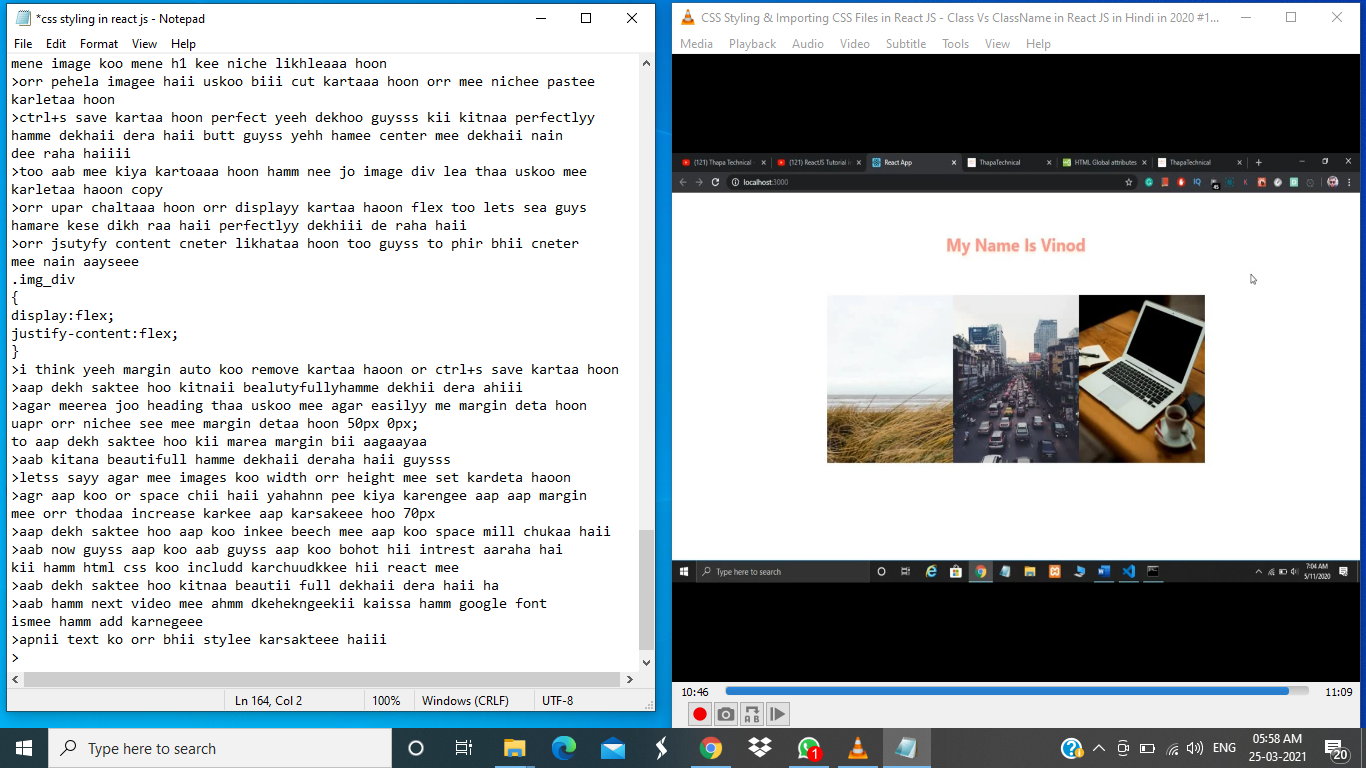 *css styling in react js - Notepad
File Edit Format View Help
mene image koo mene h1 kee niche likhleaaa hoon
>orr pehela imagee haii uskoo biii cut kartaaa hoon orr mee nichee pastee
karletaa hoon
>ctrl+s save kartaa hoon perfect yeeh dekhoo guysss kii kitnaa perfectlyy
hamme dekhaii dera haii butt guyss yehh hamee center mee dekhaii nain
dee raha haiiii
>too aab mee kiya kartoaaa hoon hamm nee jo image div lea thaa uskoo mee
karletaa haoon copy
>orr upar chaltaaa hoon orr displayy kartaa haoon flex too lets sea guys
hamare kese dikh raa haii perfectlyy dekhiii de raha haii
>orr jsutyfy content cneter likhataa hoon too guyss to phir bhii cneter
mee nain aayseee
.img_div
{
display:flex;
justify-content:flex;
}
>i think yeeh margin auto koo remove kartaa haoon or ctrl+s save kartaa hoon
>aap dekh saktee hoo kitnaii bealutyfullyhamme dekhii dera ahiii
>agar meerea joo heading thaa uskoo mee agar easilyy me margin deta hoon
uapr orr nichee see mee margin detaa hoon 50px 0px;
to aap dekh saktee hoo kii marea margin bii aagaayaa
>aab kitana beautifull hamme dekhaii deraha haii guysss
>letss sayy agar mee images koo width orr height mee set kardeta haoon
>agr aap koo or space chii haii yahahnn pee kiya karengee aap aap margin
mee orr thodaa increase karkee aap karsakeee hoo 70px
>aap dekh saktee hoo aap koo inkee beech mee aap koo space mill chukaa haii
>aab now guyss aap koo aab guyss aap koo bohot hii intrest aaraha hai
kii hamm html css koo includd karchuudkkee hii react mee
>aab dekh saktee hoo kitnaa beautii full dekhaii dera haii ha
>aab hamm next video mee ahmm dkehekngeekii kaissa hamm google font
ismee hamm add karnegeee
>apnii text ko orr bhii stylee karsakteee haiii
>
Ln 164, Col 2 100% Windows (CRLF) UTF-8
CSS Styling & Importing CSS Files in React JS - Class Vs ClassName in React JS in Hindi in 2020 #1...
Media Playback Audio Video Subtitle Tools View Help
(121) Thapa Technical (121) ReactJS Tutorial React App ThapaTechnical HTML Global attributes ThapaTechnical
localhost:3000
My Name Is Vinod
Type here to search
7:04 AM
5/11/2020
10:46 11:09
Type here to search
1
ENG
05:58 AM
25-03-2021
20